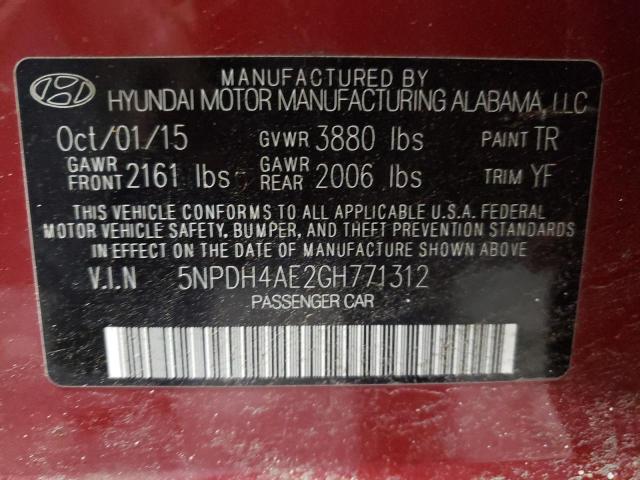 MANUFACTURED BY
HYUNDAI MOTOR MANUFACTURING ALABAMA, LLC
Oct/01/15 GVWR 3880 lbs PAINT TR
GAWR FRONT 2161 lbs GAWR REAR 2006 lbs TRIM YF
THIS VEHICLE CONFORMS TO ALL APPLICABLE U.S.A. FEDERAL
MOTOR VEHICLE SAFETY, BUMPER, AND THEFT PREVENTION STANDARDS
IN EFFECT ON THE DATE OF MANUFACTURE SHOWN ABOVE
V.I.N 5NPDH4AE2GH771312
PASSENGER CAR